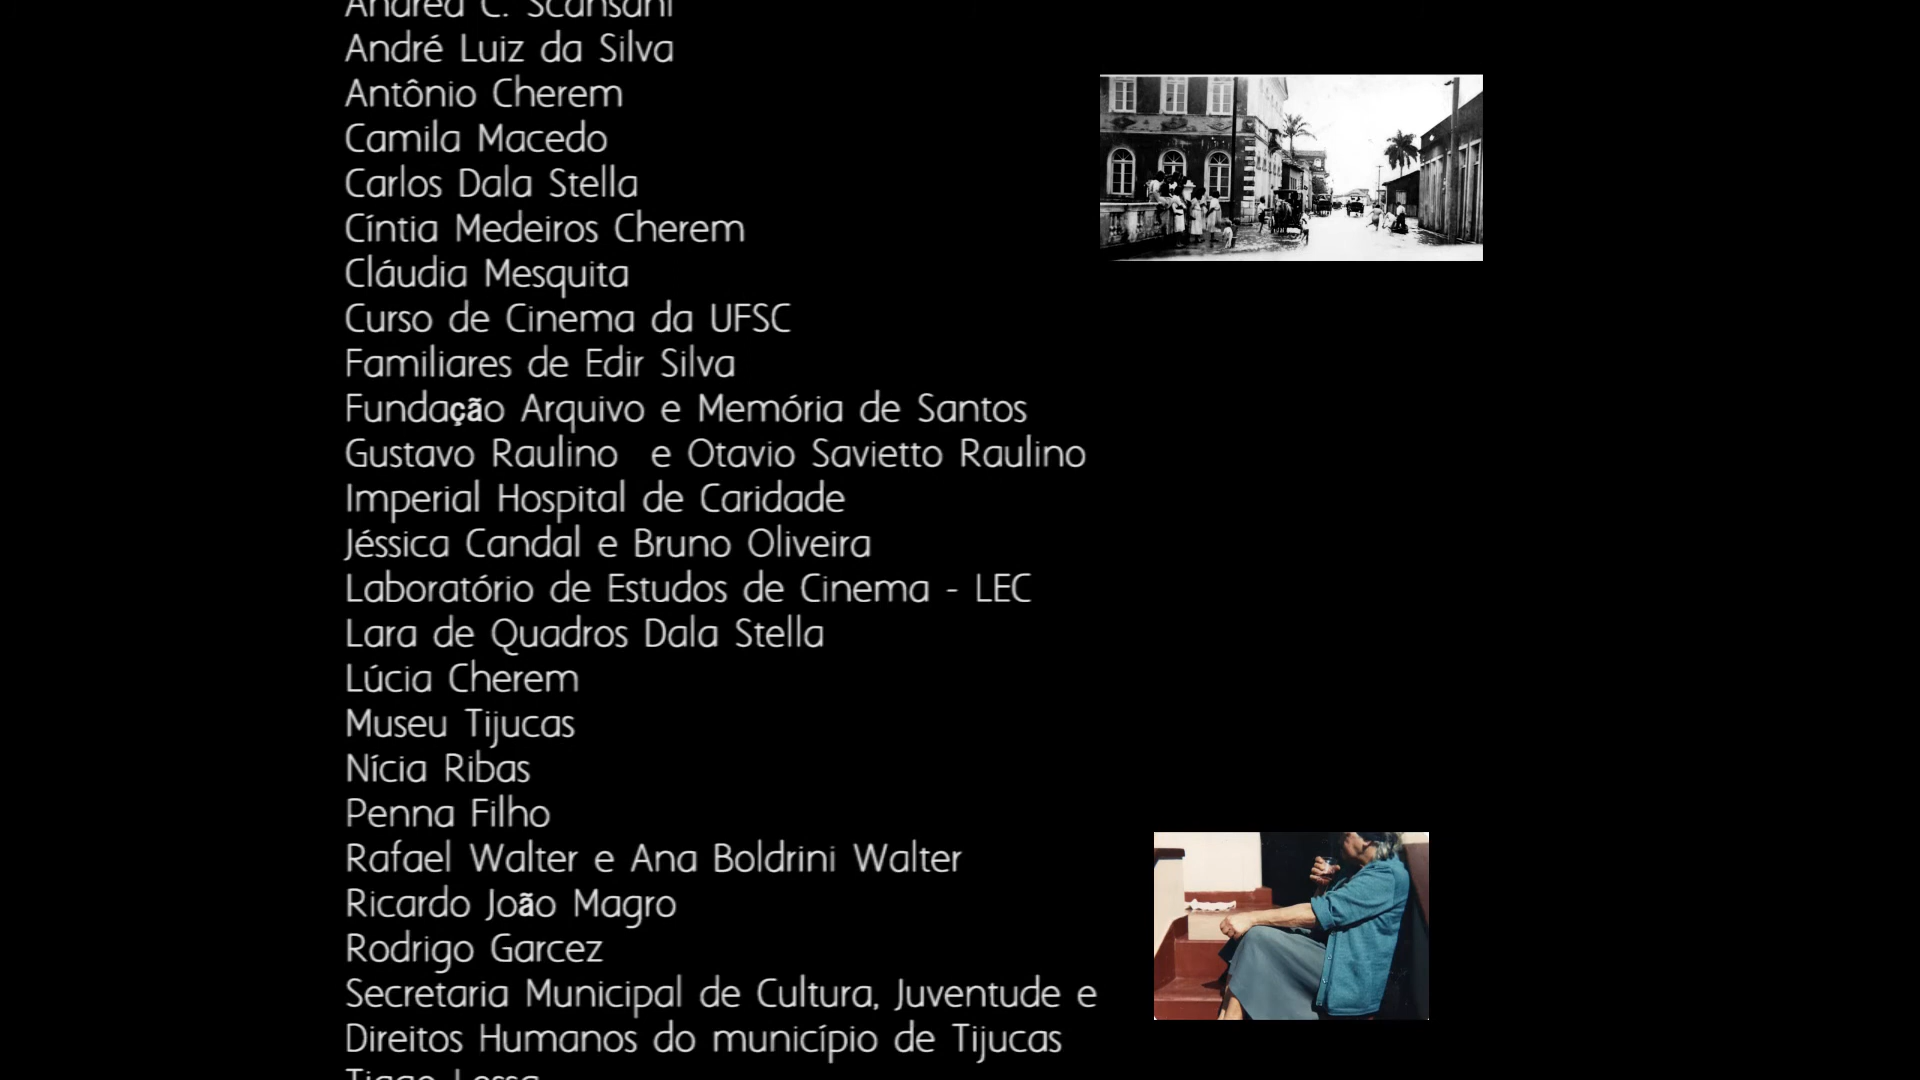 Andréa C. Scansani
André Luiz da Silva
Antônio Cherem
Camila Macedo
Carlos Dala Stella
Cíntia Medeiros Cherem
Cláudia Mesquita
Curso de Cinema da UFSC
Familiares de Edir Silva
Fundação Arquivo e Memória de Santos
Gustavo Raulino e Otavio Savietto Raulino
Imperial Hospital de Caridade
Jéssica Candal e Bruno Oliveira
Laboratório de Estudos de Cinema - LEC
Lara de Quadros Dala Stella
Lúcia Cherem
Museu Tijucas
Nícia Ribas
Penna Filho
Rafael Walter e Ana Boldrini Walter
Ricardo João Magro
Rodrigo Garcez
Secretaria Municipal de Cultura, Juventude e
Direitos Humanos do município de Tijucas